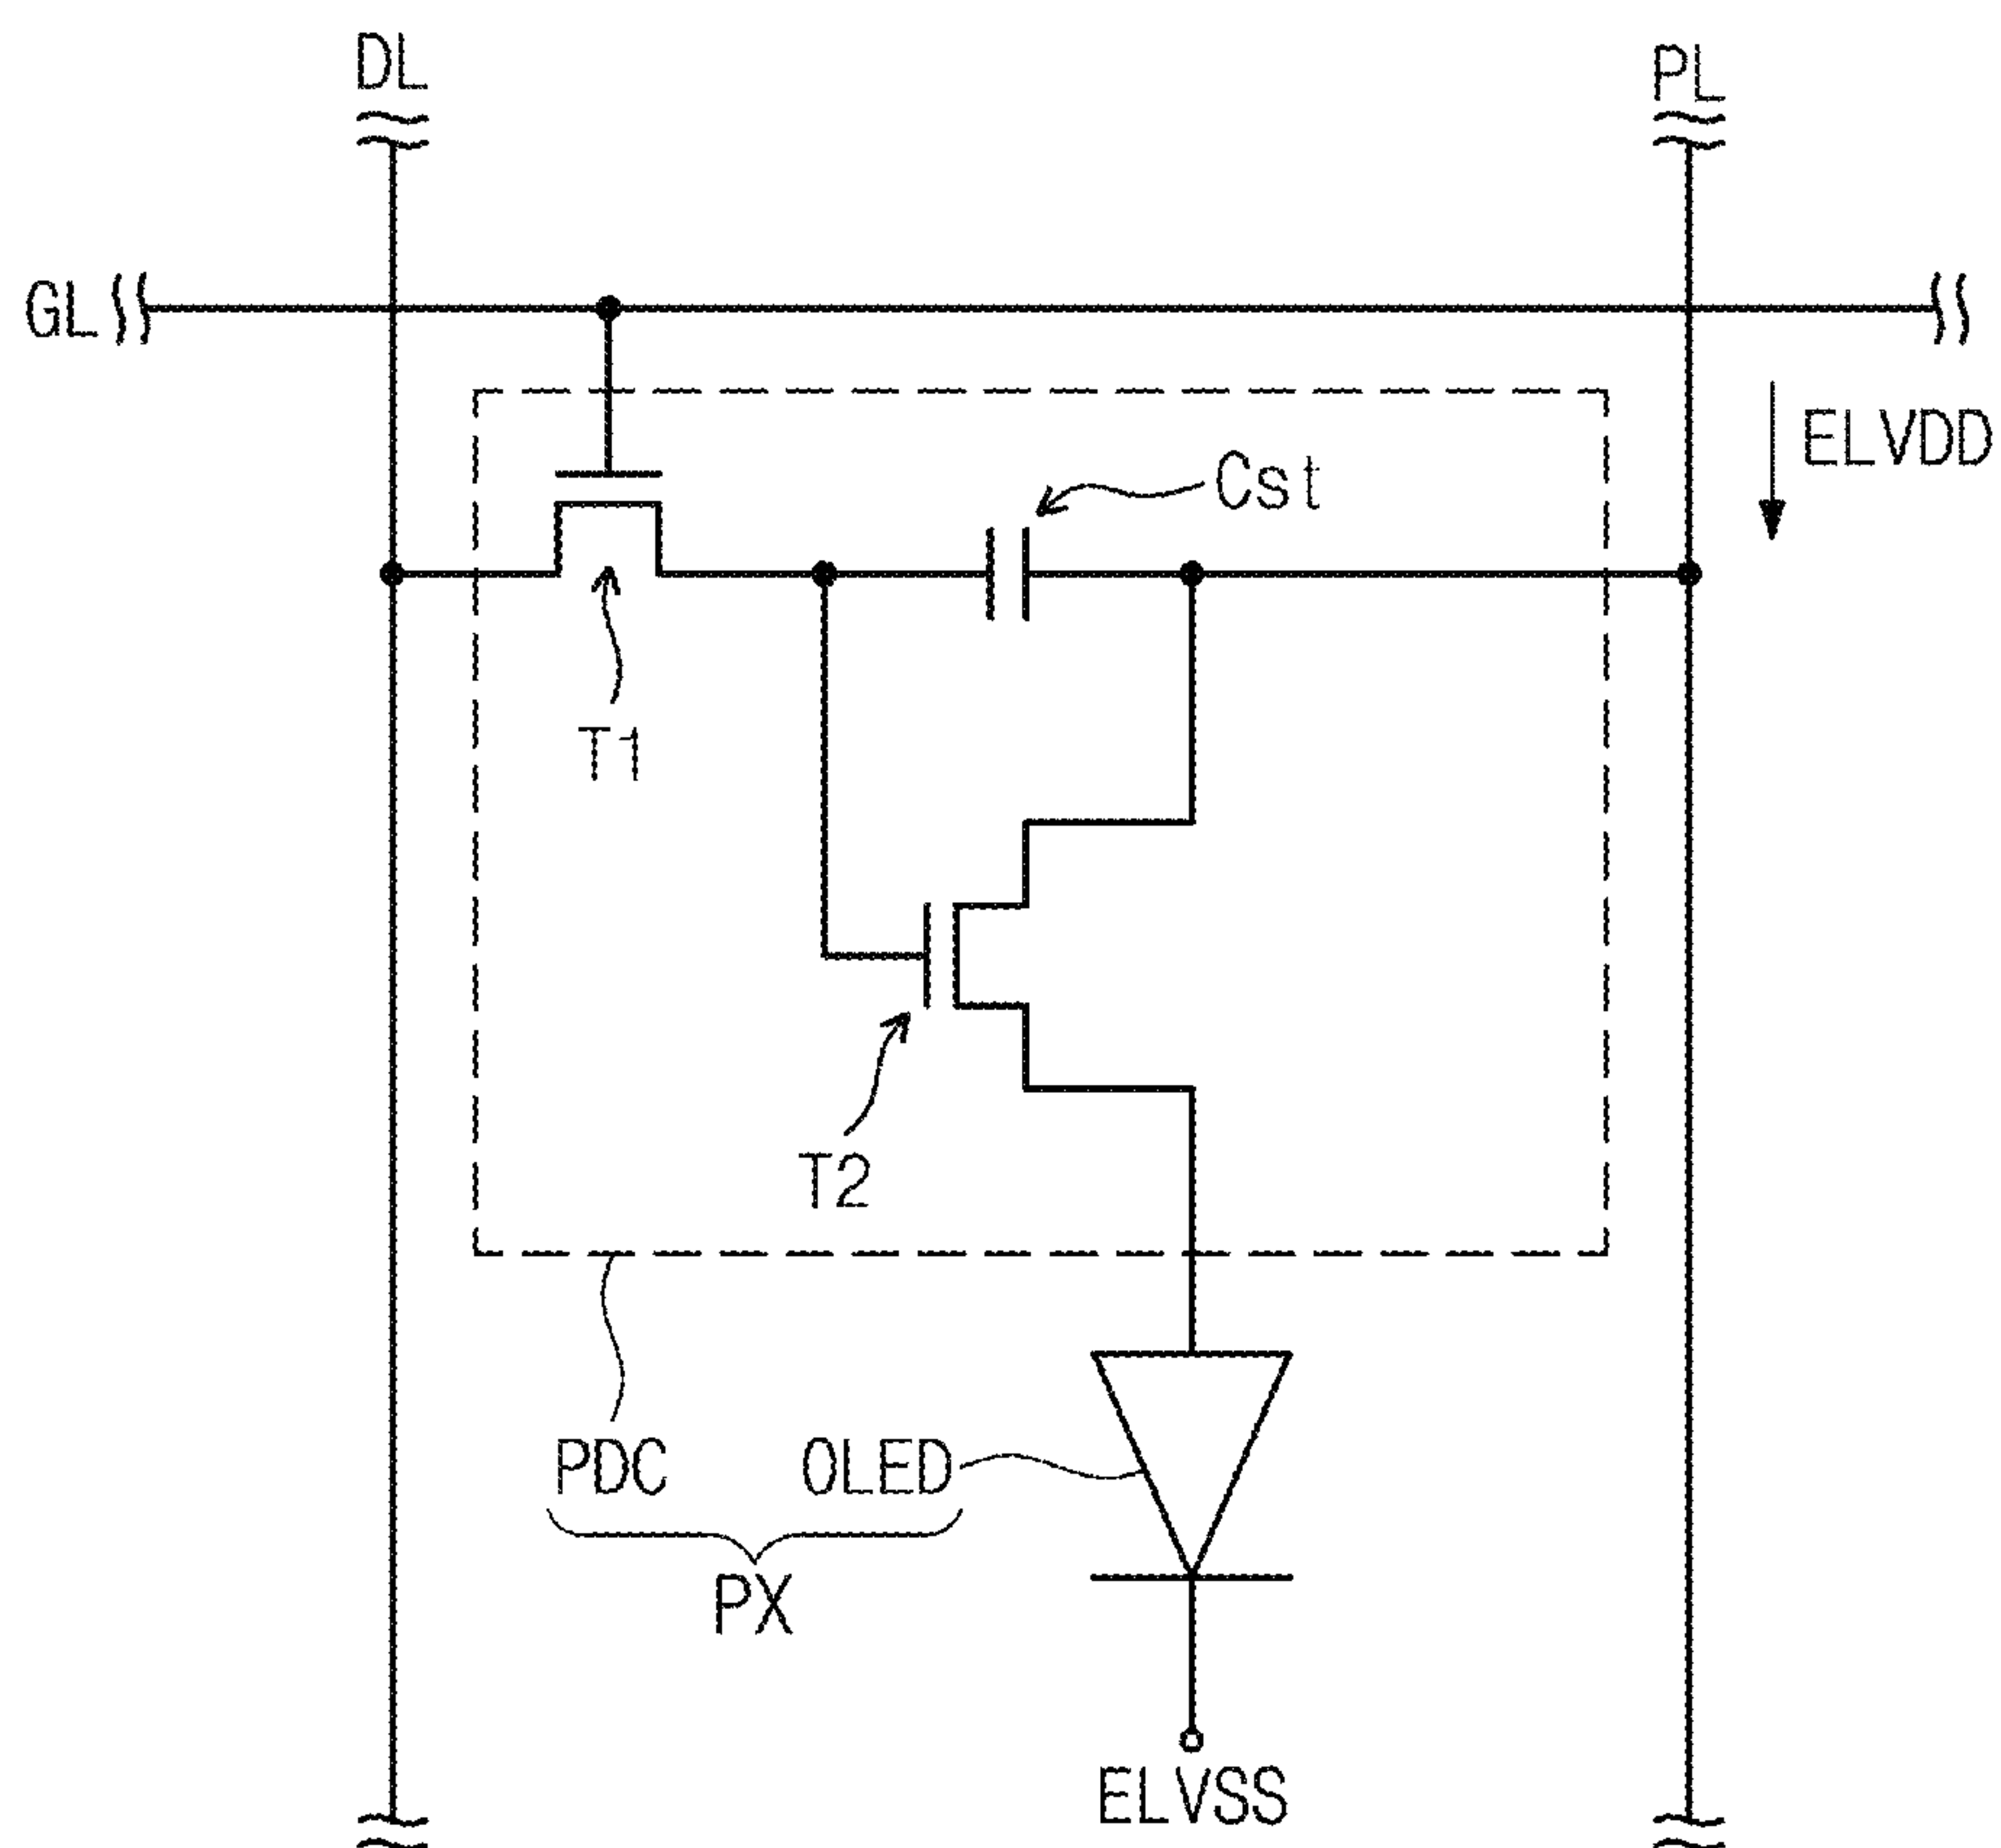 DL
PL
GL
ELVDD
Cst
T1
T2
PDC
OLED
PX
ELVSS